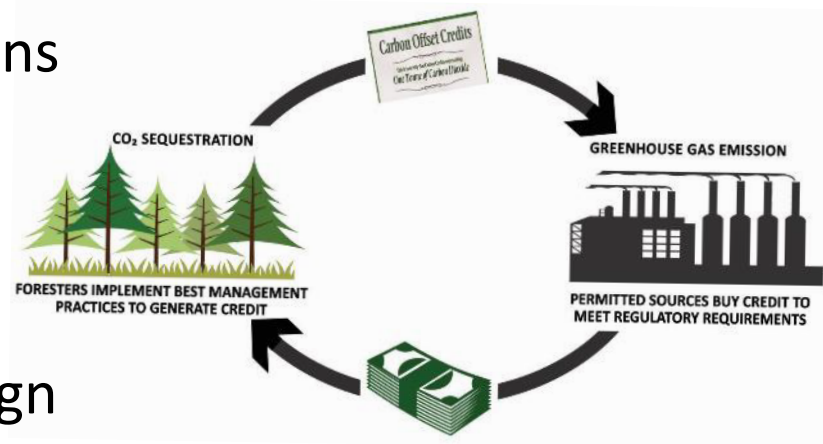 ns
Carbon Offset Credits
One Tonne of Carbon Dioxide
CO₂ SEQUESTRATION
GREENHOUSE GAS EMISSION
FORESTERS IMPLEMENT BEST MANAGEMENT
PRACTICES TO GENERATE CREDIT
PERMITTED SOURCES BUY CREDIT TO
MEET REGULATORY REQUIREMENTS
gn